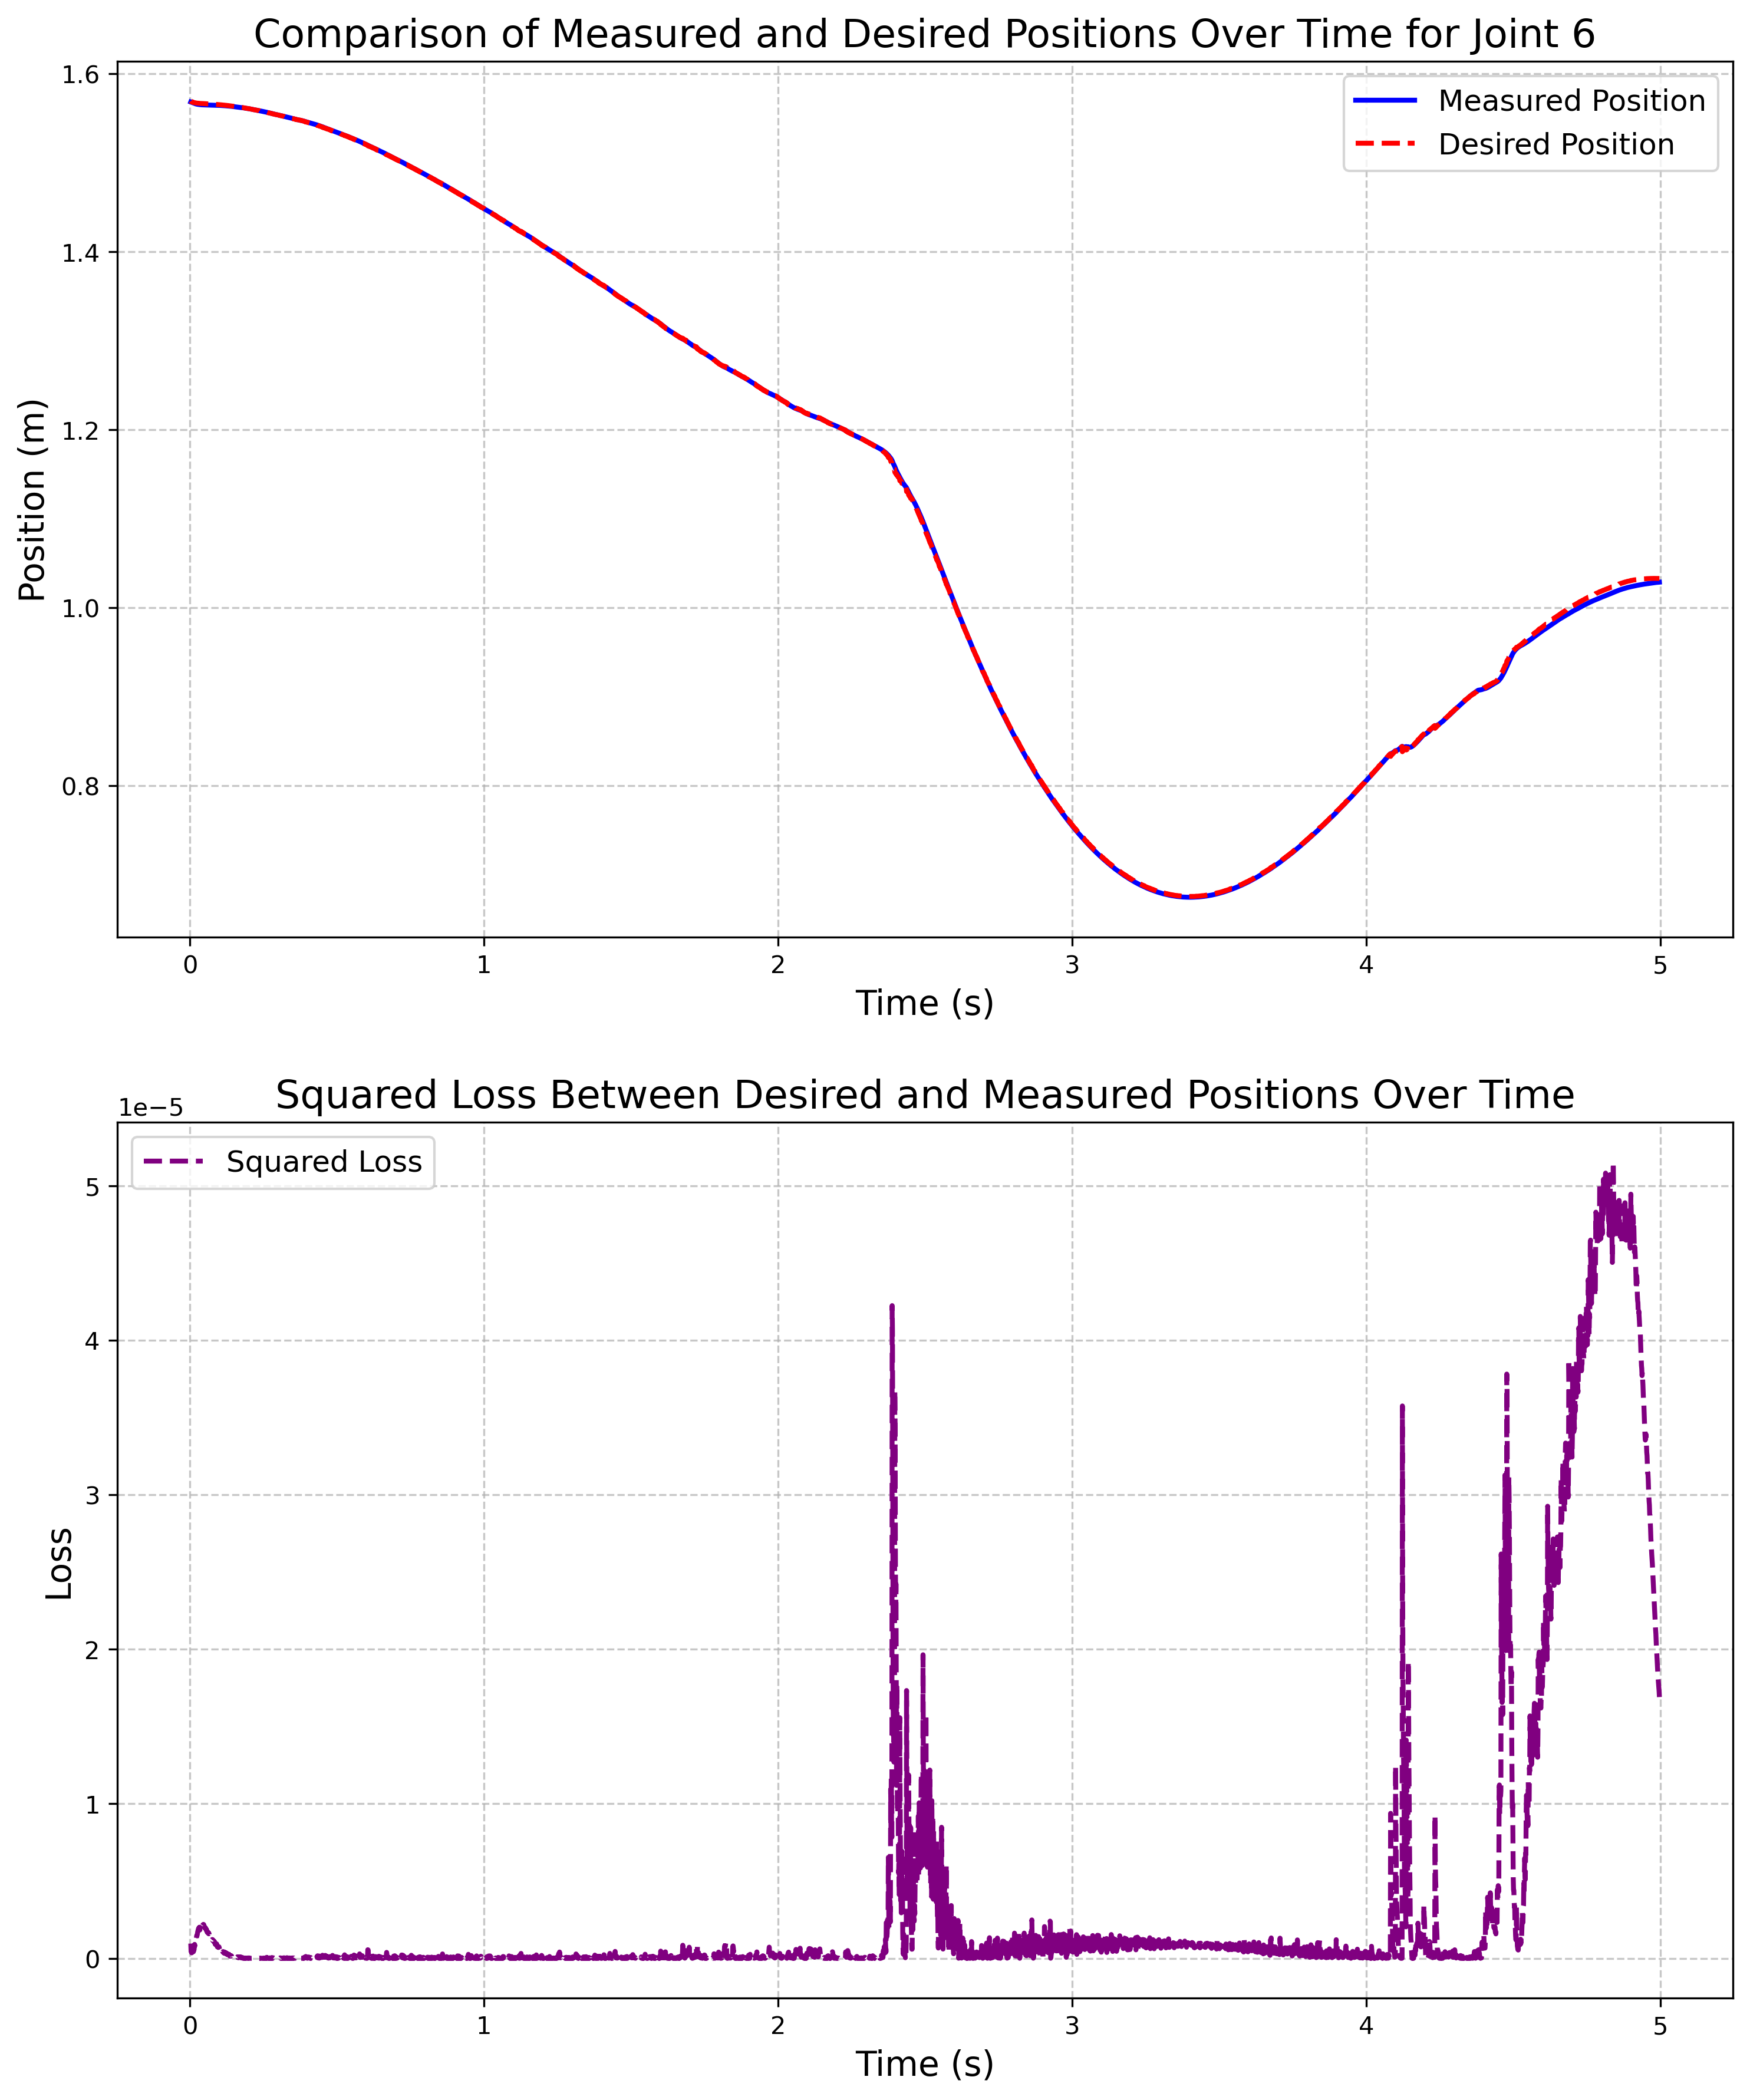 Comparison of Measured and Desired Positions Over Time for Joint 6
1.6
1.4
1.2
1.0
0.8
Position (m)
Measured Position
Desired Position
0 1 2 3 4 5
Time (s)
Squared Loss Between Desired and Measured Positions Over Time
1e−5
Squared Loss
5
4
3
2
1
0
Loss
0 1 2 3 4 5
Time (s)